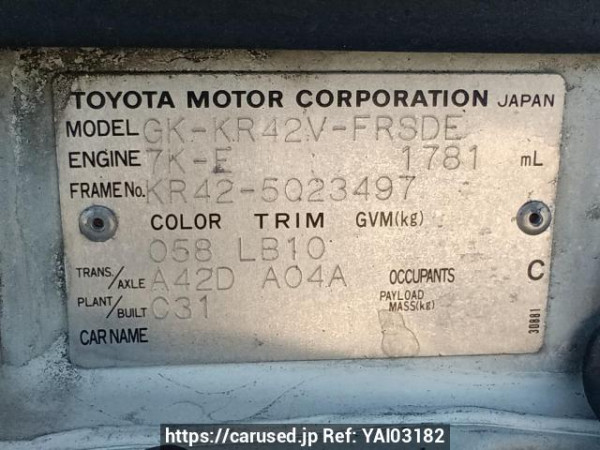 TOYOTA MOTOR CORPORATION JAPAN
MODEL GK-KR42V-FRSDE
ENGINE 7K-E 1781 mL
FRAME No. KR42-5023497
COLOR TRIM GVM(kg)
058 LB10
TRANS./AXLE A42D A04A OCCUPANTS C
PLANT/BUILT C31 PAYLOAD MASS(kg)
CAR NAME
30881
https://carused.jp Ref: YAI03182